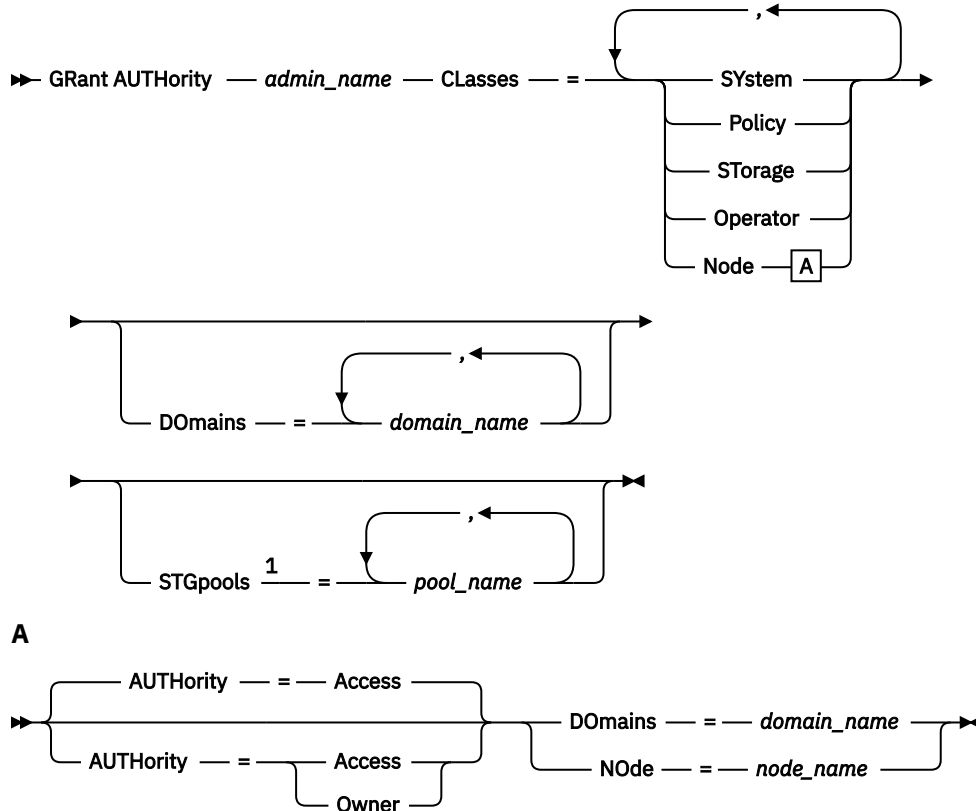 ,
GRant AUTHority admin_name CLasses = SYstem
Policy
STorage
Operator
Node A
,
DOmains = domain_name
,
STGpools 1 = pool_name
A
AUTHority = Access
DOmains = domain_name
AUTHority = Access
NOde = node_name
Owner